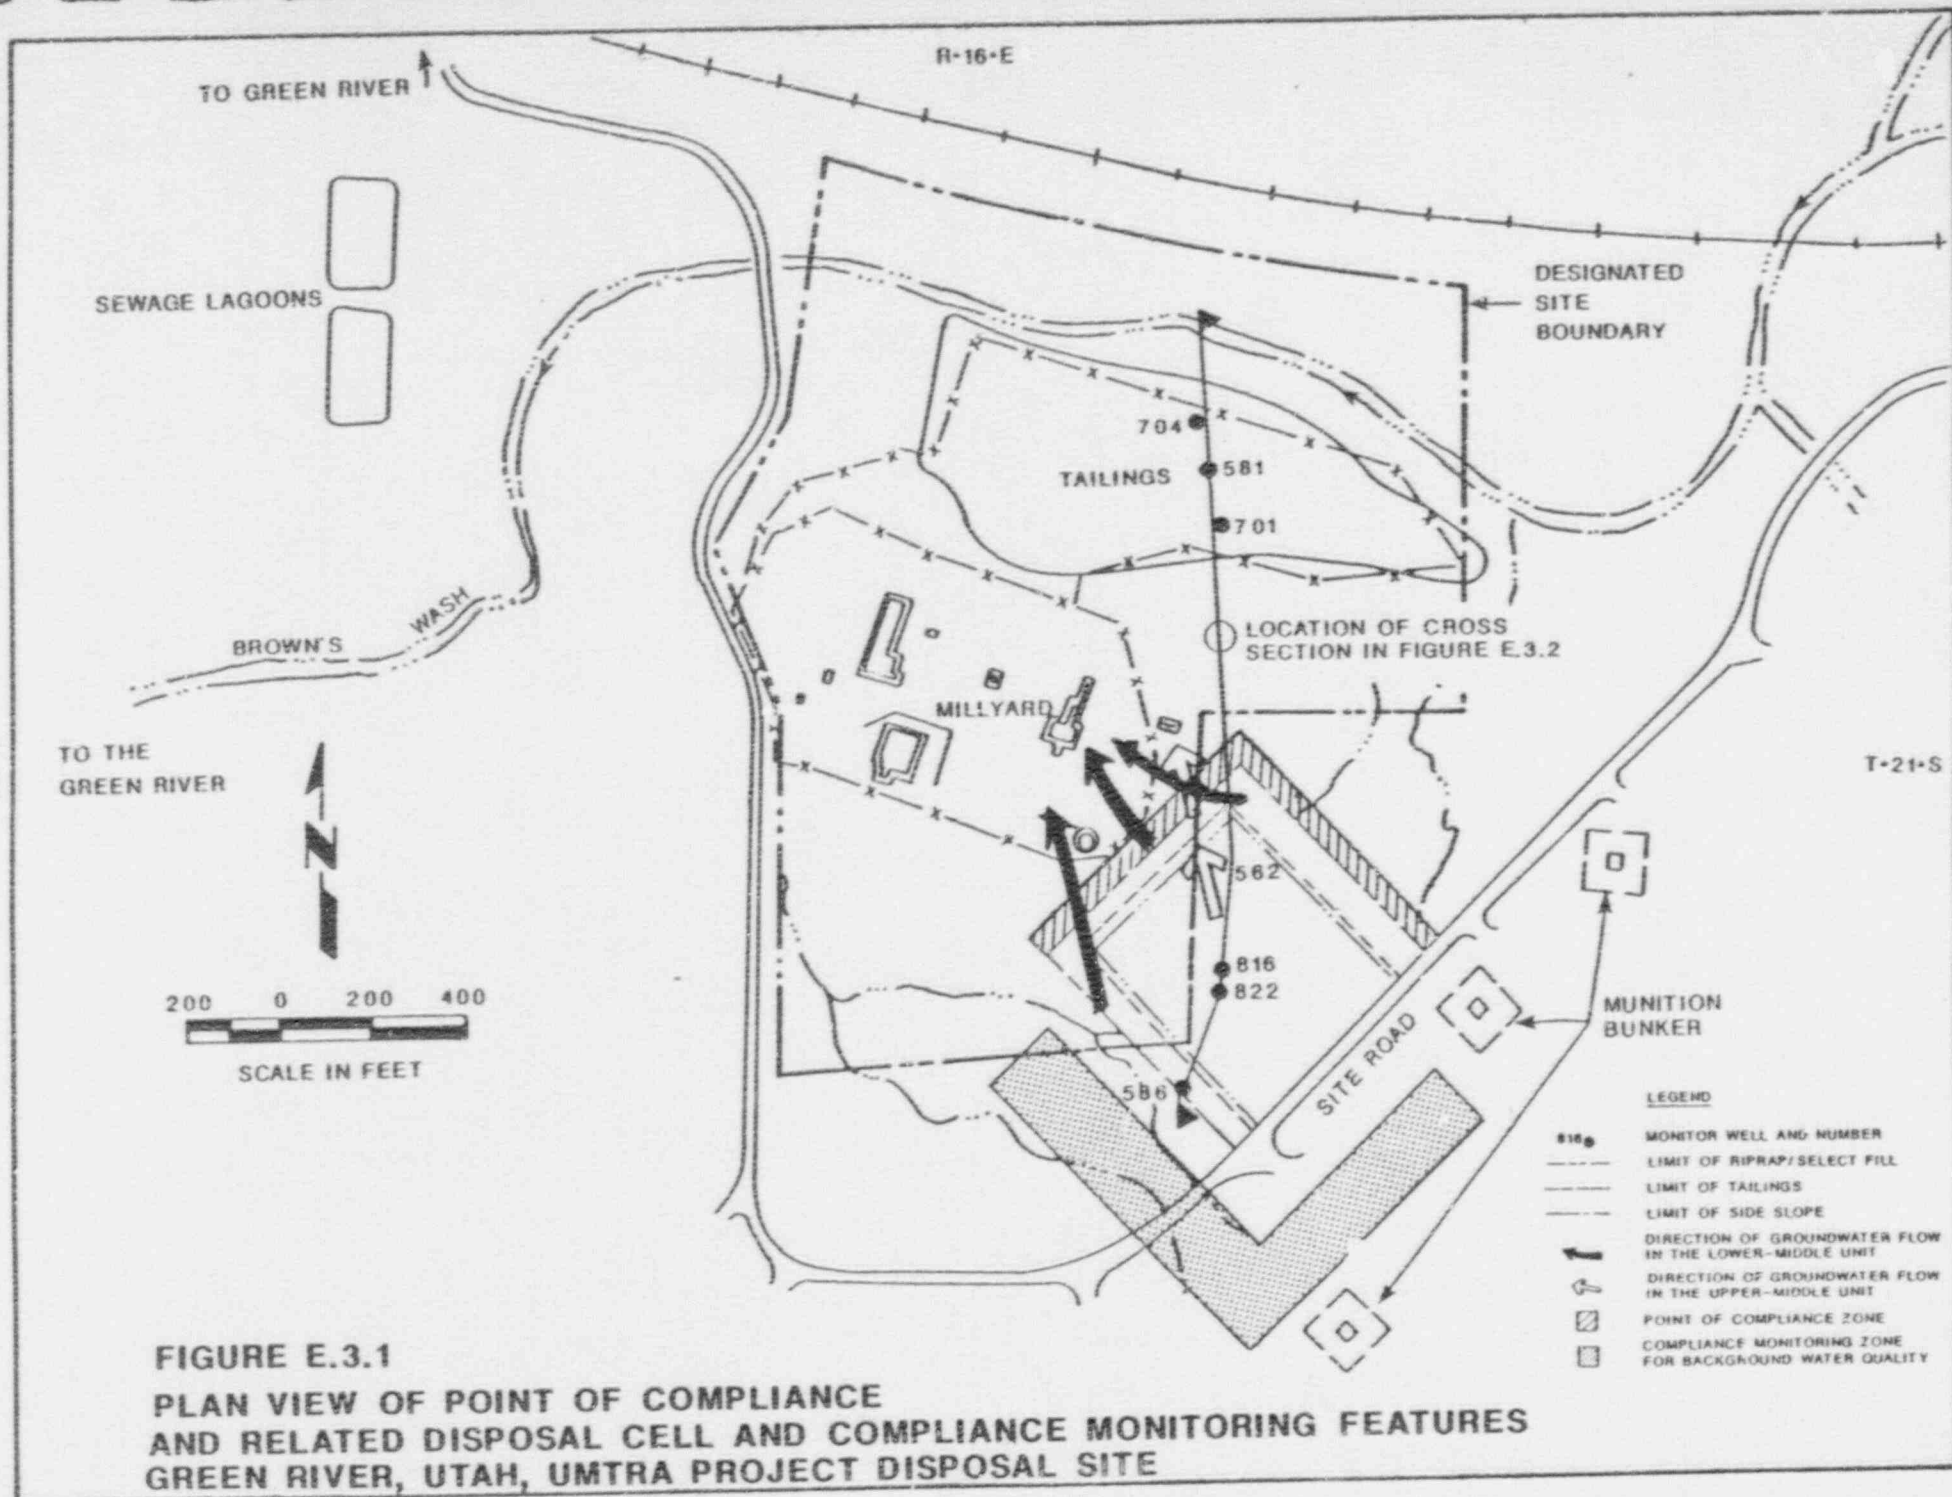 R-16-E
TO GREEN RIVER
SEWAGE LAGOONS
DESIGNATED
SITE
BOUNDARY
704
581
TAILINGS
701
LOCATION OF CROSS
SECTION IN FIGURE E.3.2
BROWN'S WASH
MILLYARD
TO THE
GREEN RIVER
T-21-S
N
562
816
822
586
200 0 200 400
SCALE IN FEET
MUNITION
BUNKER
SITE ROAD
LEGEND
816 MONITOR WELL AND NUMBER
LIMIT OF RIPRAP/SELECT FILL
LIMIT OF TAILINGS
LIMIT OF SIDE SLOPE
DIRECTION OF GROUNDWATER FLOW
IN THE LOWER-MIDDLE UNIT
DIRECTION OF GROUNDWATER FLOW
IN THE UPPER-MIDDLE UNIT
POINT OF COMPLIANCE ZONE
COMPLIANCE MONITORING ZONE
FOR BACKGROUND WATER QUALITY
FIGURE E.3.1
PLAN VIEW OF POINT OF COMPLIANCE
AND RELATED DISPOSAL CELL AND COMPLIANCE MONITORING FEATURES
GREEN RIVER, UTAH, UMTRA PROJECT DISPOSAL SITE